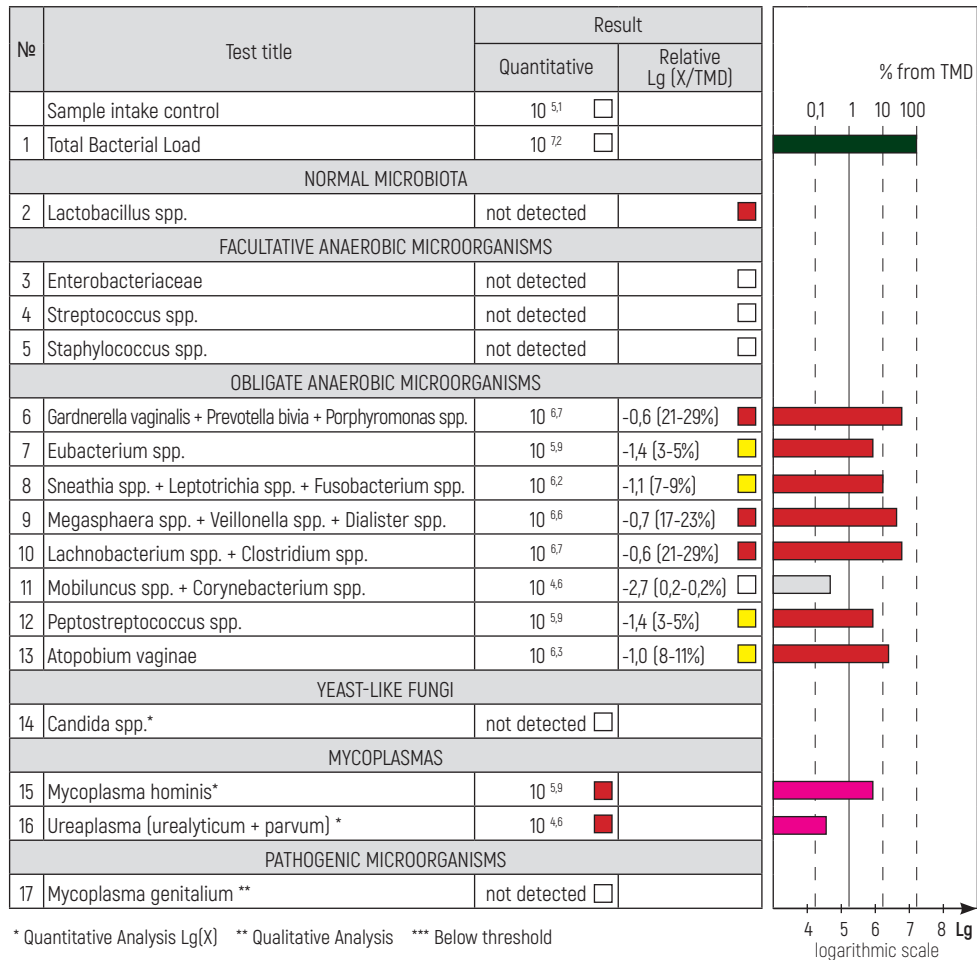 № Test title Result
Quantitative Relative
Lg (X/TMD)
% from TMD
Sample intake control 10 5,1
0,1 1 10 100
1 Total Bacterial Load 10 7,2
NORMAL MICROBIOTA
2 Lactobacillus spp. not detected
FACULTATIVE ANAEROBIC MICROORGANISMS
3 Enterobacteriaceae not detected
4 Streptococcus spp. not detected
5 Staphylococcus spp. not detected
OBLIGATE ANAEROBIC MICROORGANISMS
6 Gardnerella vaginalis + Prevotella bivia + Porphyromonas spp. 10 6,7 -0,6 (21-29%)
7 Eubacterium spp. 10 5,9 -1,4 (3-5%)
8 Sneathia spp. + Leptotrichia spp. + Fusobacterium spp. 10 6,2 -1,1 (7-9%)
9 Megasphaera spp. + Veillonella spp. + Dialister spp. 10 6,6 -0,7 (17-23%)
10 Lachnobacterium spp. + Clostridium spp. 10 6,7 -0,6 (21-29%)
11 Mobiluncus spp. + Corynebacterium spp. 10 4,6 -2,7 (0,2-0,2%)
12 Peptostreptococcus spp. 10 5,9 -1,4 (3-5%)
13 Atopobium vaginae 10 6,3 -1,0 (8-11%)
YEAST-LIKE FUNGI
14 Candida spp.* not detected
MYCOPLASMAS
15 Mycoplasma hominis* 10 5,9
16 Ureaplasma (urealyticum + parvum) * 10 4,6
PATHOGENIC MICROORGANISMS
17 Mycoplasma genitalium ** not detected
* Quantitative Analysis Lg(X) ** Qualitative Analysis *** Below threshold
4 5 6 7 8 Lg
logarithmic scale